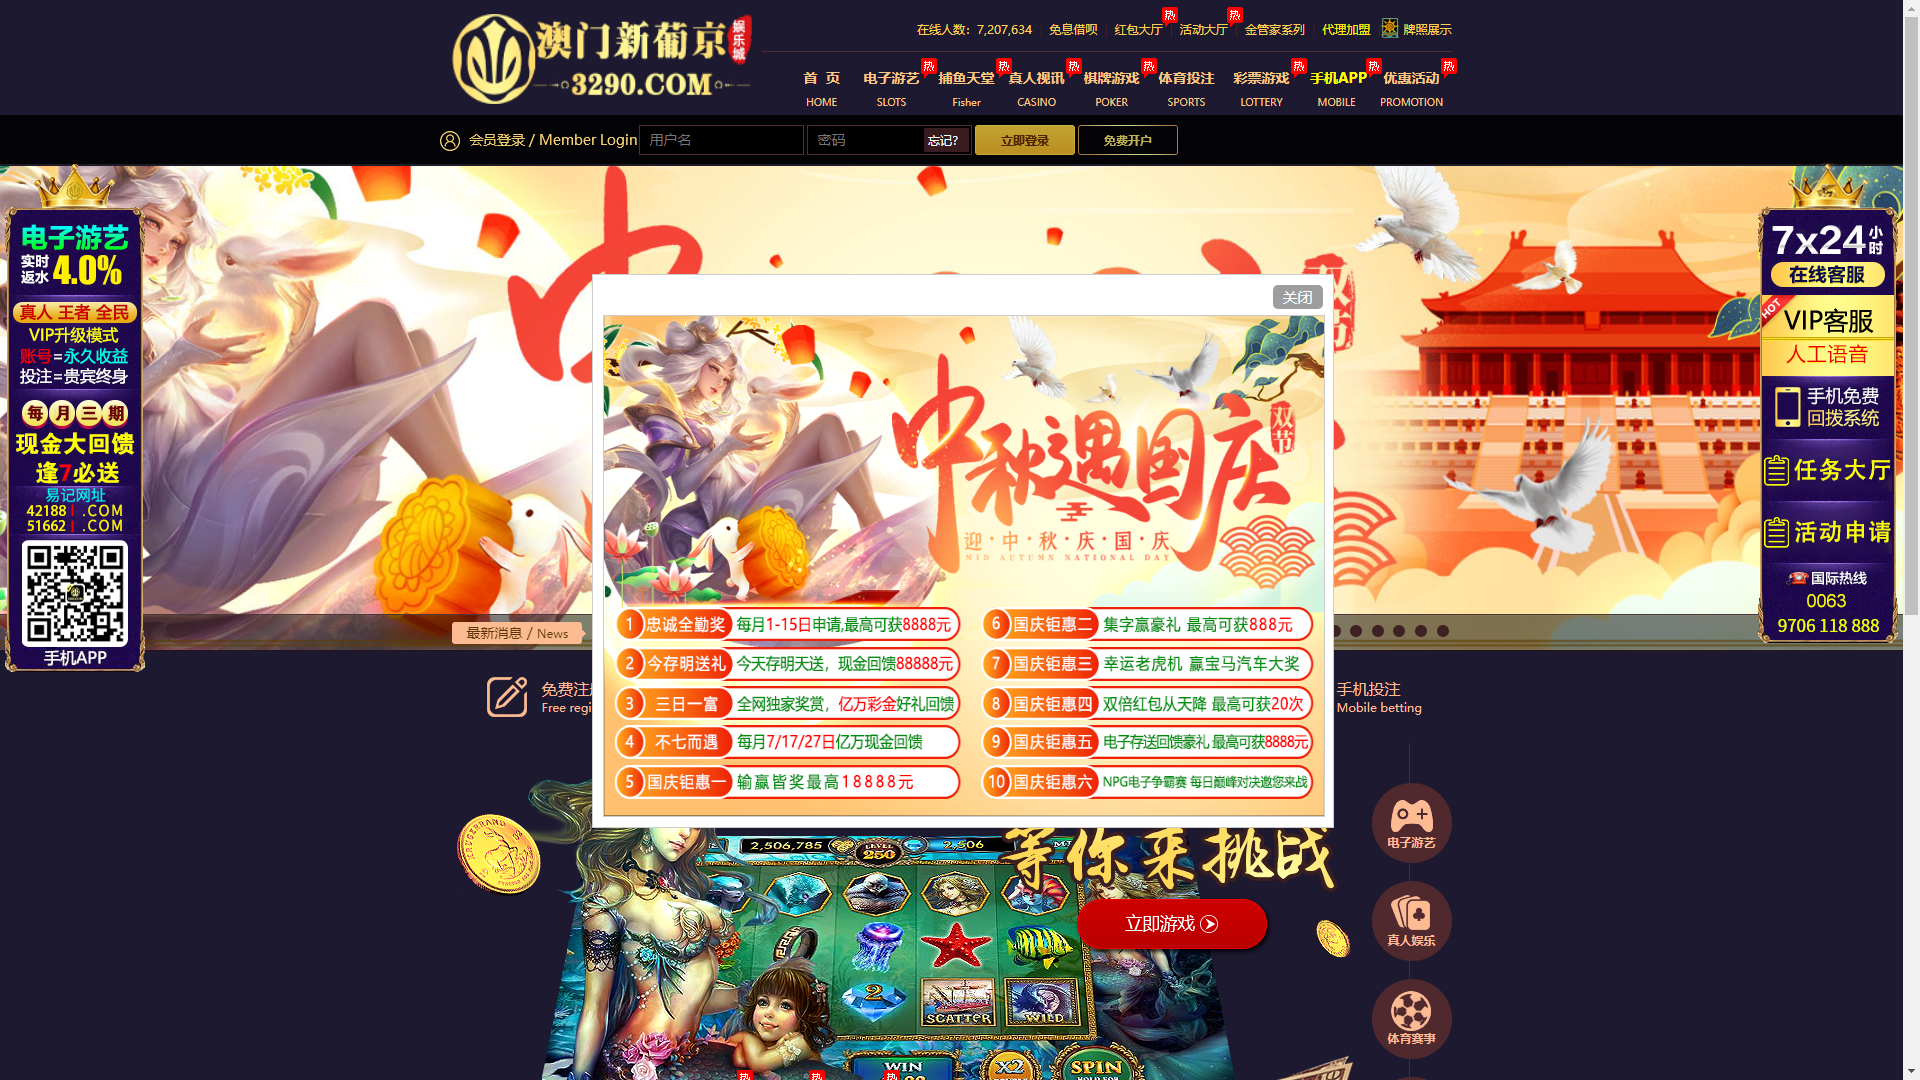 澳门新葡京
娱乐城
3290.COM
在线人数：7,207,634
免息借呗
红包大厅
热
活动大厅
热
金管家系列
代理加盟
牌照展示
首 页
HOME
电子游艺
热
SLOTS
捕鱼天堂
热
Fisher
真人视讯
热
CASINO
棋牌游戏
热
POKER
体育投注
SPORTS
彩票游戏
热
LOTTERY
手机APP
热
MOBILE
优惠活动
热
PROMOTION
会员登录 / Member Login
用户名
密码
忘记?
立即登录
免费开户
电子游艺
实时返水 4.0%
真人 王者 全民
VIP升级模式
账号=永久收益
投注=贵宾终身
每月三期
现金大回馈
逢7必送
易记网址
42188 .COM
51662 .COM
手机APP
7x24小时
在线客服
HOT
VIP客服
人工语音
手机免费
回拨系统
任务大厅
活动申请
国际热线
0063
9706 118 888
关闭
中秋遇国庆
双节
迎·中·秋·庆·国·庆
MID AUTUMN NATIONAL DAY
1 忠诚全勤奖 每月1-15日申请,最高可获8888元
2 今存明送礼 今天存明天送，现金回馈88888元
3 三日一富 全网独家奖赏，亿万彩金好礼回馈
4 不七而遇 每月7/17/27日亿万现金回馈
5 国庆钜惠一 输赢皆奖最高18888元
6 国庆钜惠二 集字赢豪礼 最高可获888元
7 国庆钜惠三 幸运老虎机 赢宝马汽车大奖
8 国庆钜惠四 双倍红包从天降 最高可获20次
9 国庆钜惠五 电子存送回馈豪礼 最高可获8888元
10 国庆钜惠六 NPG电子争霸赛 每日巅峰对决邀您来战
最新消息 / News
免费注
Free regi
手机投注
Mobile betting
等你来挑战
立即游戏
2,506,785
LEVEL
250
2,506
KRUGERRAND
2
SCATTER
WILD
WIN
X2
SPIN
热
热
热
电子游艺
真人娱乐
体育赛事